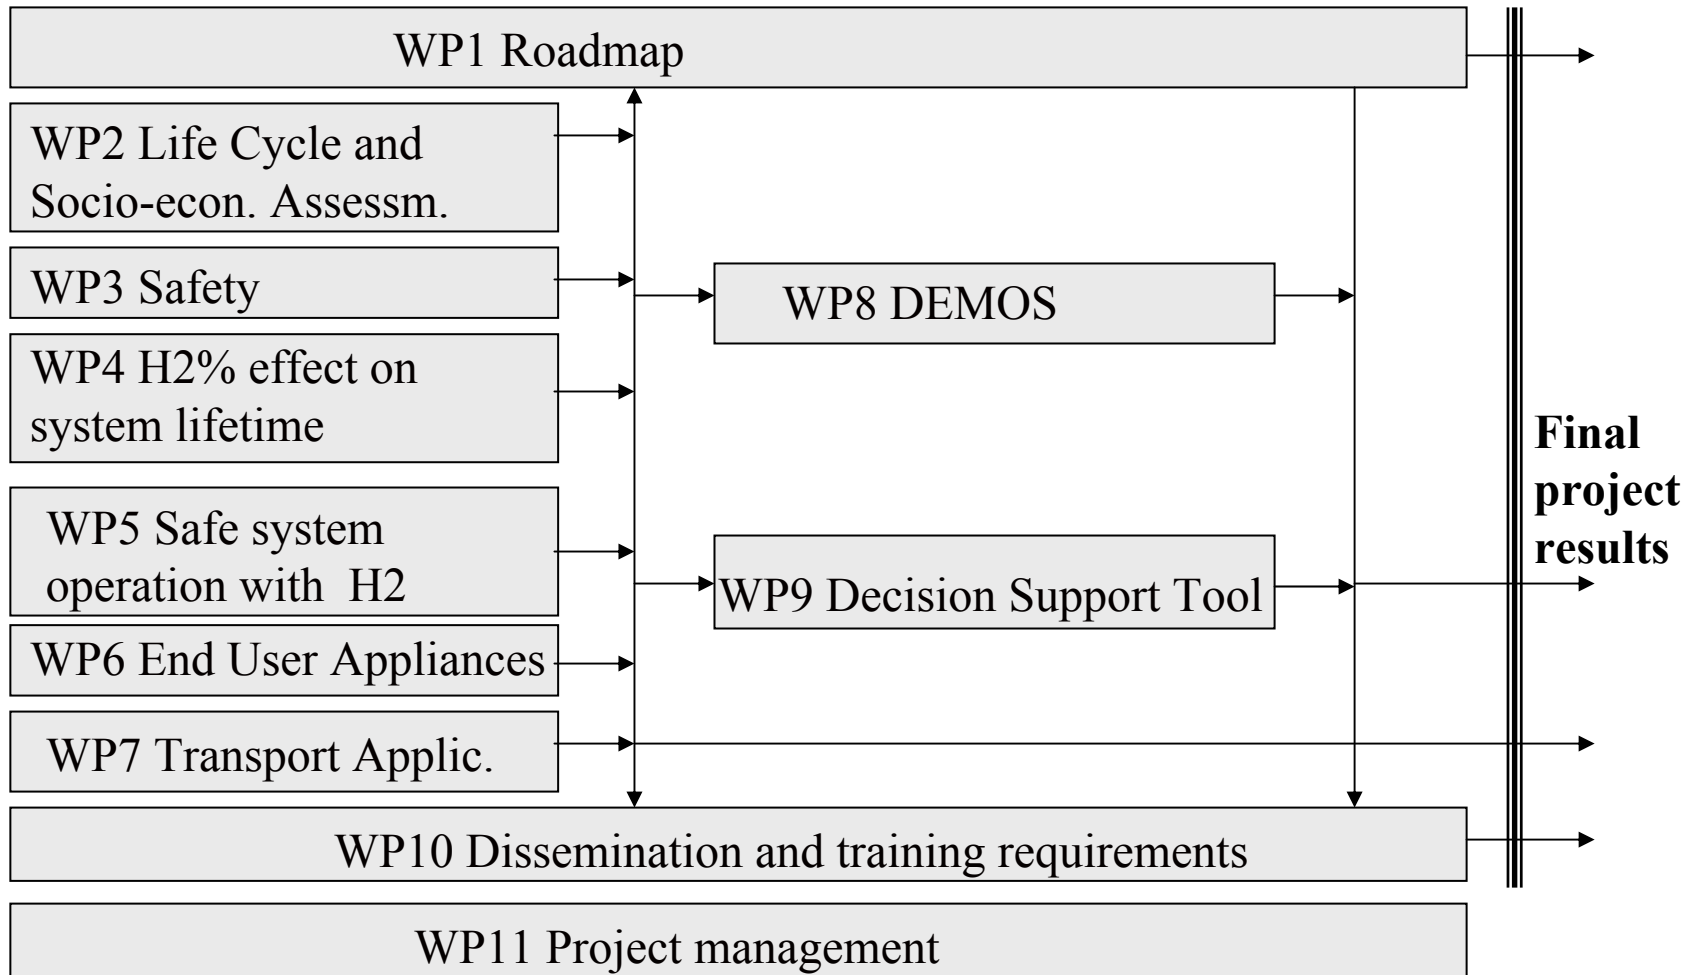 WP1 Roadmap
WP2 Life Cycle and
Socio-econ. Assessm.
WP3 Safety
WP8 DEMOS
WP4 H2% effect on
system lifetime
Final
project
results
WP5 Safe system
operation with H2
WP9 Decision Support Tool
WP6 End User Appliances
WP7 Transport Applic.
WP10 Dissemination and training requirements
WP11 Project management